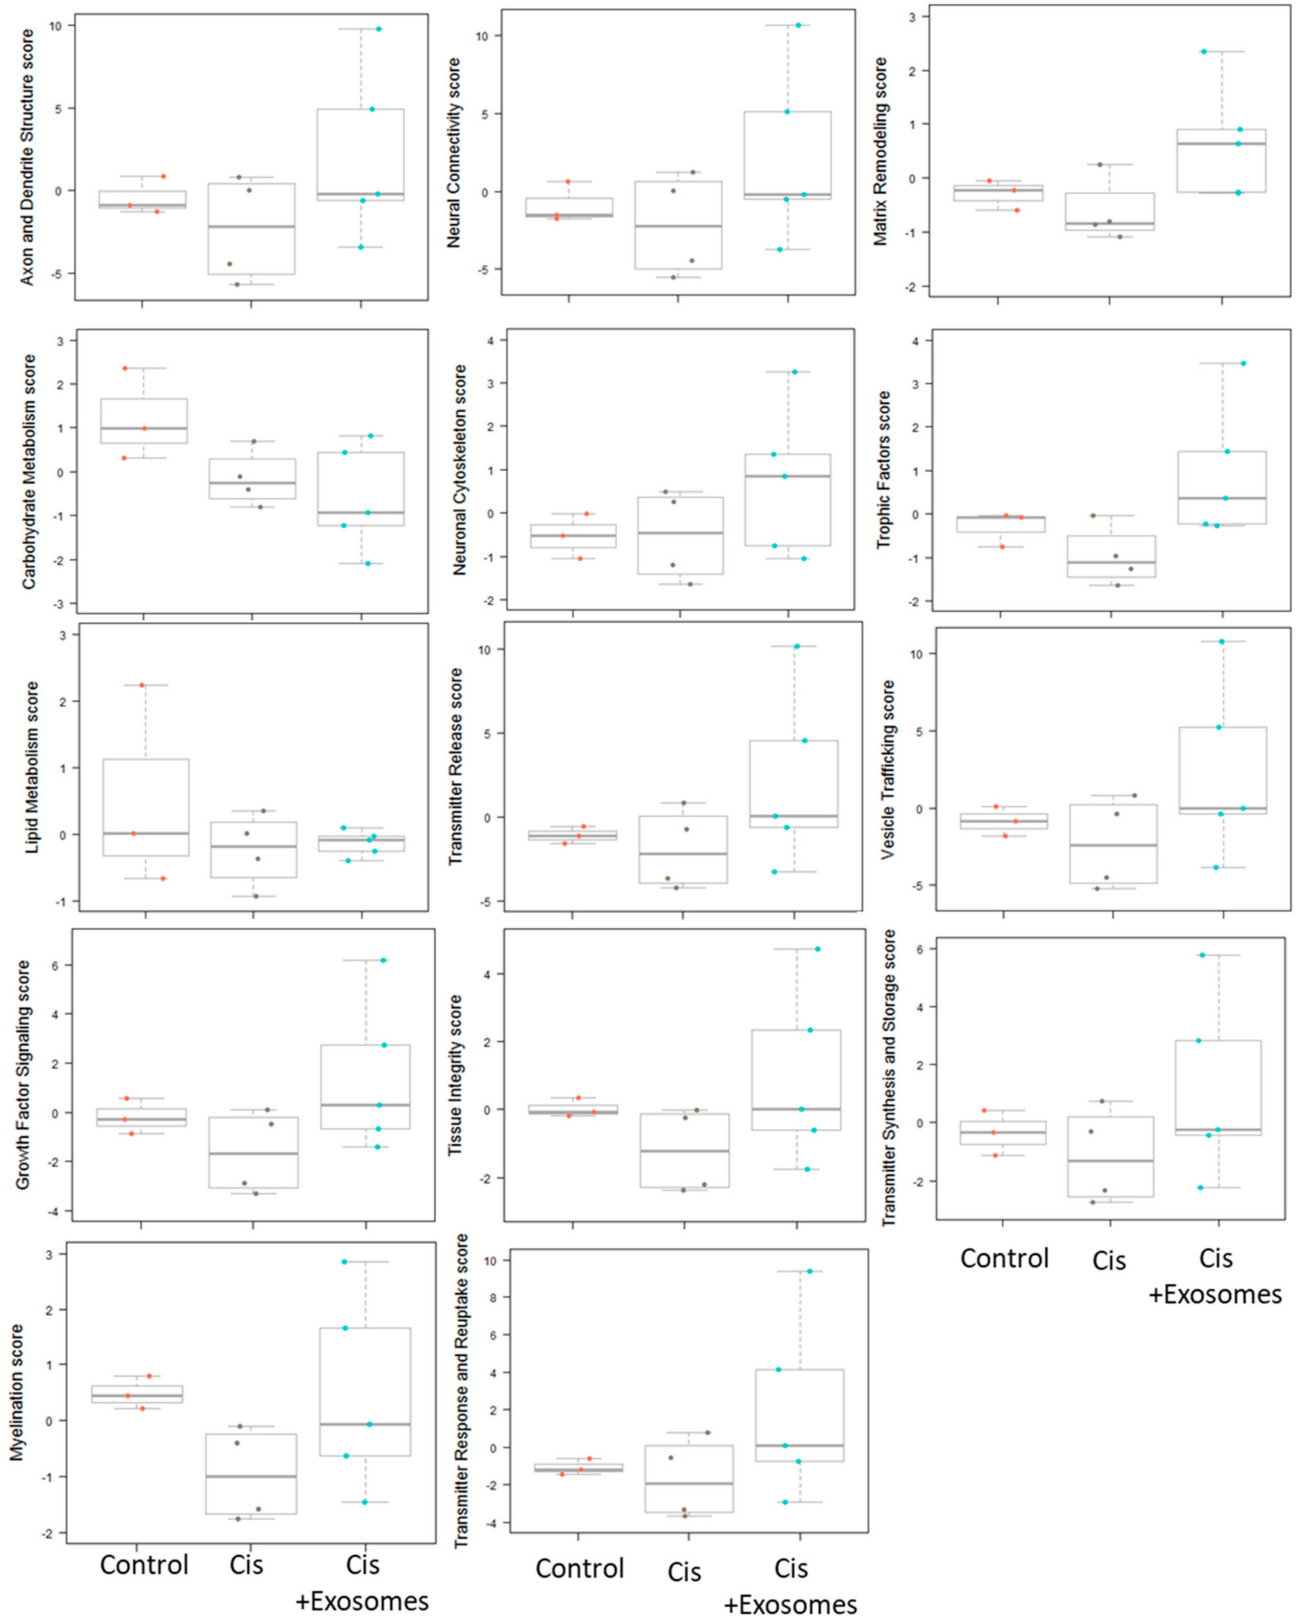 Axon and Dendrite Structure score
10
5
0
-5
Neural Connectivity score
10
5
0
-5
Matrix Remodeling score
3
2
1
0
-1
-2
Carbohydrate Metabolism score
3
2
1
0
-1
-2
-3
Neuronal Cytoskeleton score
4
3
2
1
0
-1
-2
Trophic Factors score
4
3
2
1
0
-1
-2
Lipid Metabolism score
3
2
1
0
-1
Transmitter Release score
10
5
0
-5
Vesicle Trafficking score
10
5
0
-5
Growth Factor Signaling score
6
4
2
0
-2
-4
Tissue Integrity score
4
2
0
-2
Transmitter Synthesis and Storage score
6
4
2
0
-2
Control
Cis
Cis
+Exosomes
Myelination score
3
2
1
0
-1
-2
Control
Cis
Cis
+Exosomes
Transmitter Response and Reuptake score
10
8
6
4
2
0
-2
-4
Control
Cis
Cis
+Exosomes